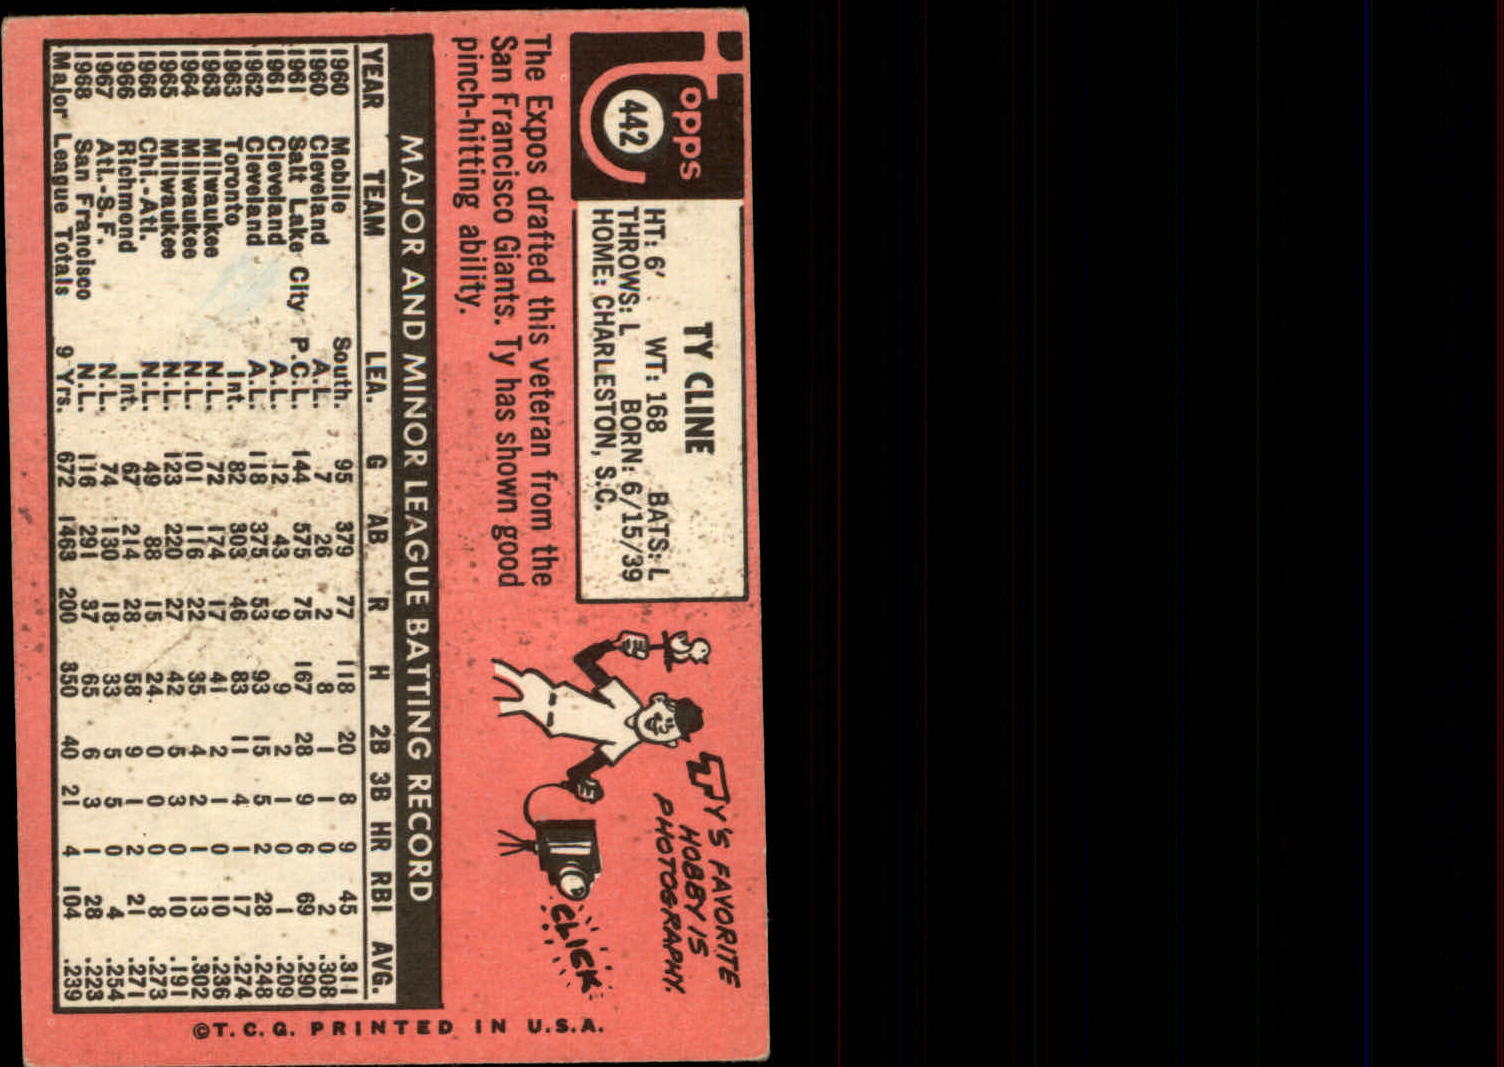 Topps
442
TY CLINE
HT: 6' WT: 168 BATS: L
THROWS: L BORN: 6/15/39
HOME: CHARLESTON, S.C.
The Expos drafted this veteran from the
San Francisco Giants. Ty has shown good
pinch-hitting ability.
TY'S FAVORITE
HOBBY IS
PHOTOGRAPHY.
CLICK
MAJOR AND MINOR LEAGUE BATTING RECORD
YEAR TEAM LEA. G AB R H 2B 3B HR RBI AVG.
1960 Mobile South. 95 379 77 118 20 8 9 45 .311
1960 Cleveland A.L. 7 26 2 8 1 1 0 2 .308
1961 Salt Lake City P.C.L. 144 575 75 167 28 9 6 69 .290
1961 Cleveland A.L. 12 43 9 9 2 1 0 1 .209
1962 Cleveland A.L. 118 375 53 93 15 5 2 28 .248
1963 Toronto Int. 82 303 46 83 11 4 1 17 .274
1963 Milwaukee N.L. 72 174 17 41 2 1 0 10 .236
1964 Milwaukee N.L. 101 116 22 35 4 2 1 13 .302
1965 Milwaukee N.L. 123 220 27 42 5 3 0 10 .191
1966 Chi.-Atl. N.L. 49 88 15 24 0 0 0 8 .273
1966 Richmond Int. 67 214 28 58 9 1 2 21 .271
1967 Atl.-S.F. N.L. 74 130 18 33 5 5 0 4 .254
1968 San Francisco N.L. 116 291 37 65 6 3 1 28 .223
Major League Totals 9 Yrs. 672 1463 200 350 40 21 4 104 .239
©T.C.G. PRINTED IN U.S.A.